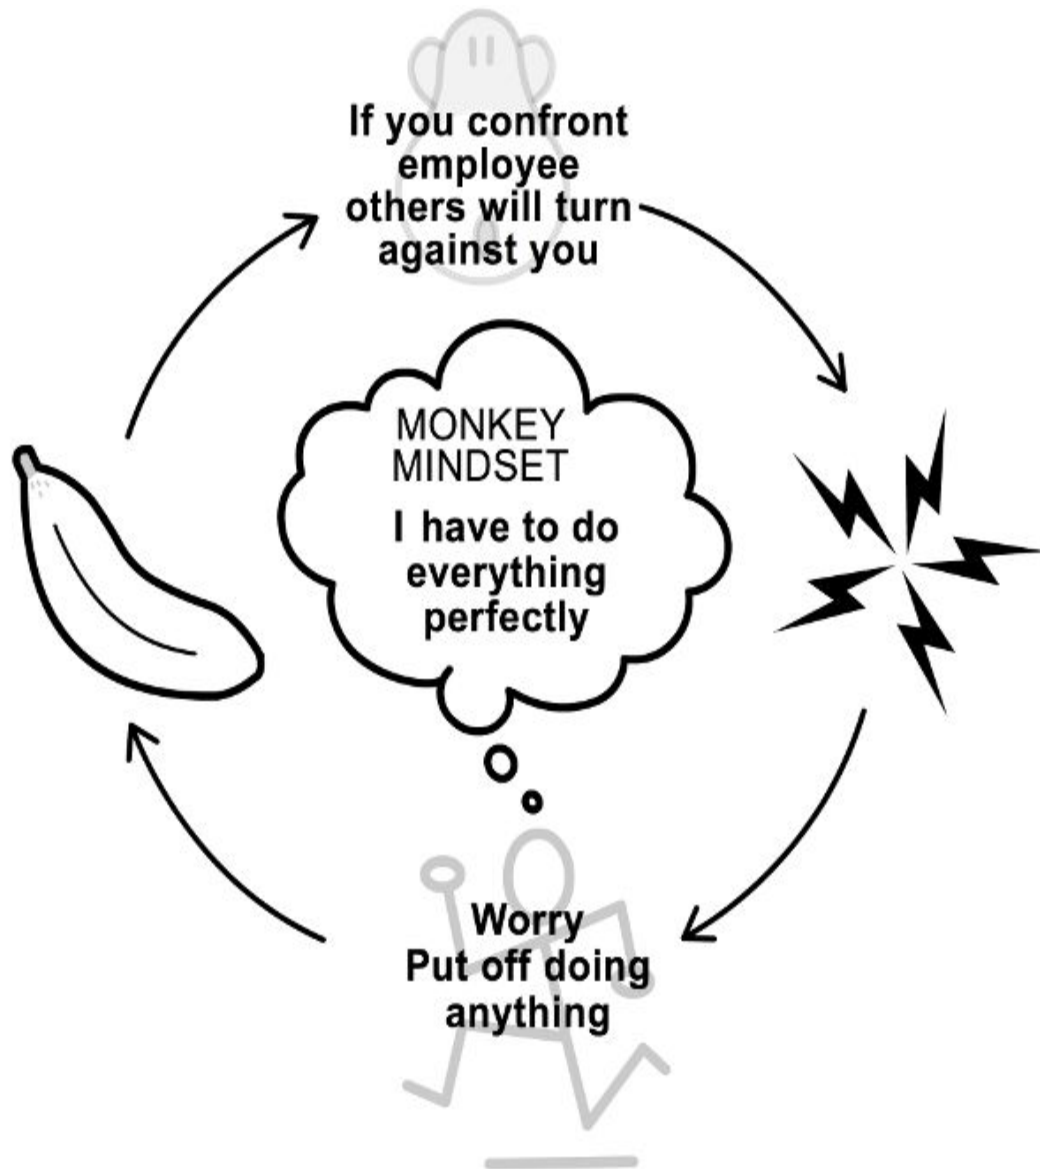 If you confront
employee
others will turn
against you
MONKEY
MINDSET
I have to do
everything
perfectly
Worry
Put off doing
anything